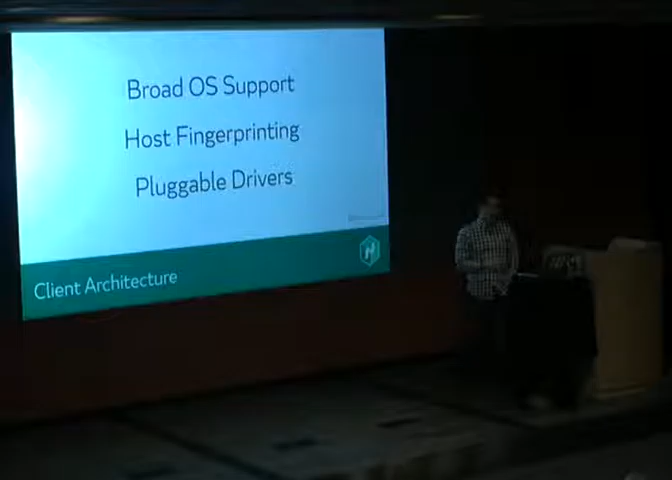 Broad OS Support
Host Fingerprinting
Pluggable Drivers
Client Architecture